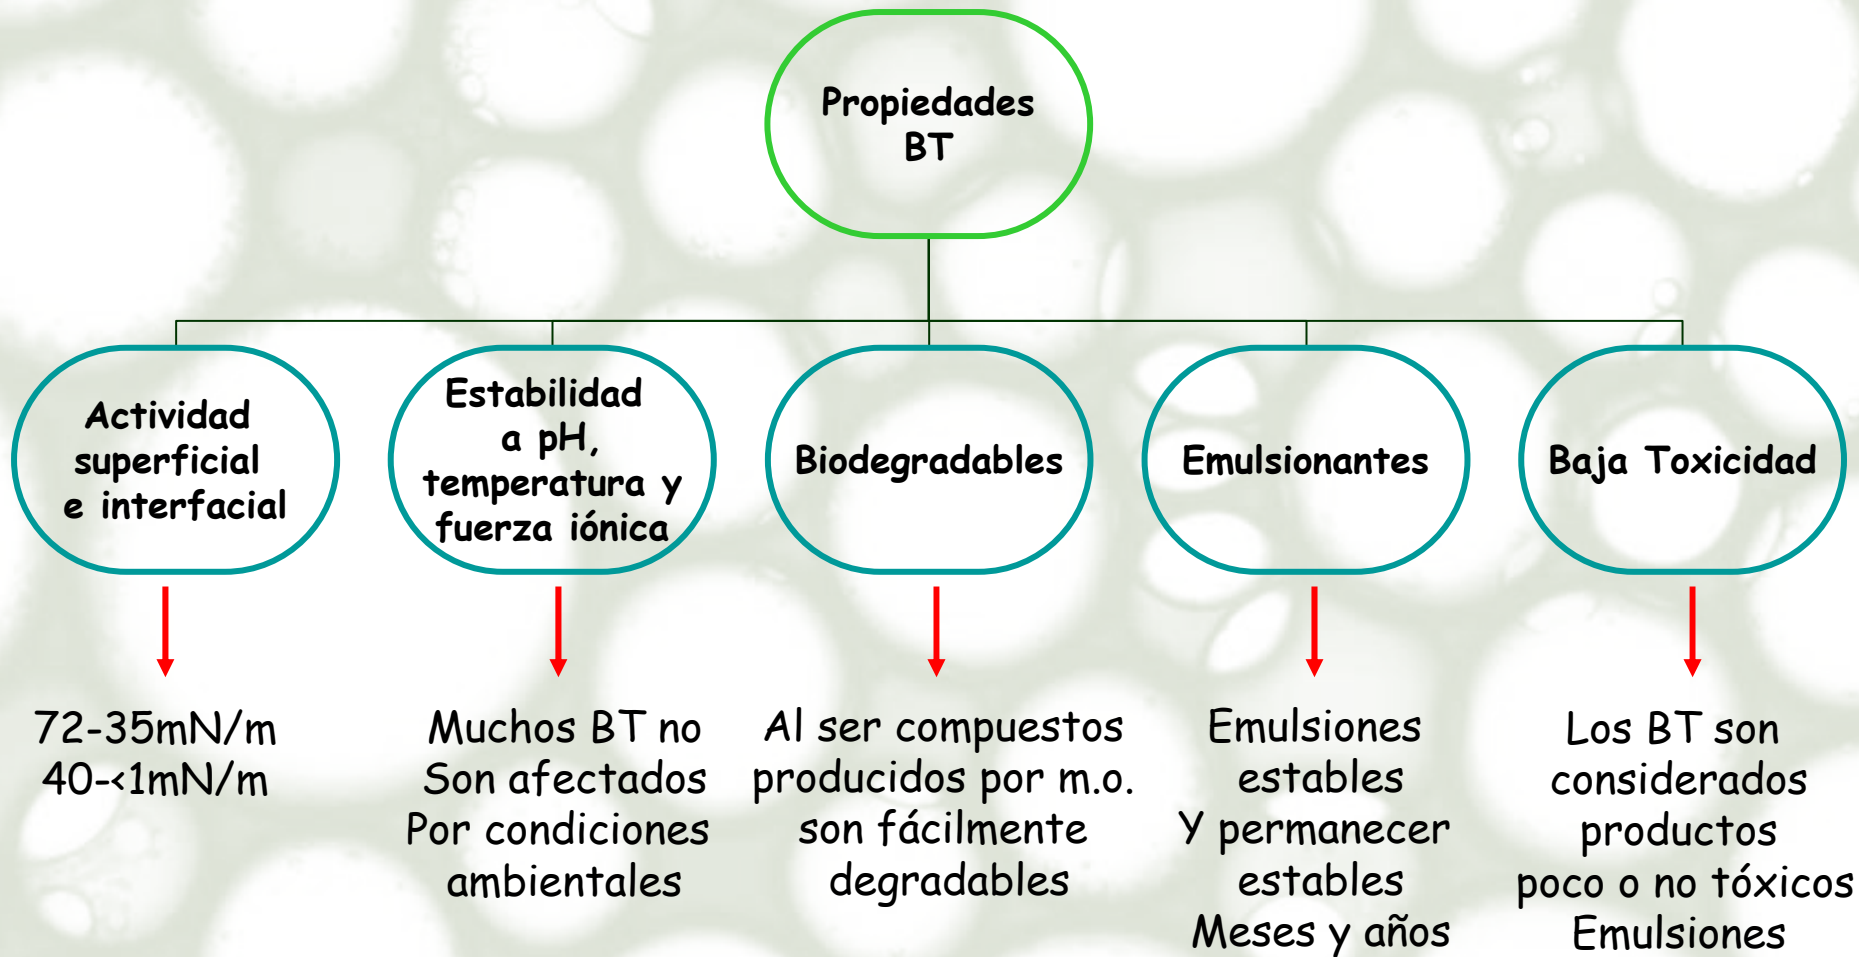 Propiedades
BT
Actividad
superficial
e interfacial
Estabilidad
a pH,
temperatura y
fuerza iónica
Biodegradables
Emulsionantes
Baja Toxicidad
72-35mN/m
40-<1mN/m
Muchos BT no
Son afectados
Por condiciones
ambientales
Al ser compuestos
producidos por m.o.
son fácilmente
degradables
Emulsiones
estables
Y permanecer
estables
Meses y años
Los BT son
considerados
productos
poco o no tóxicos
Emulsiones